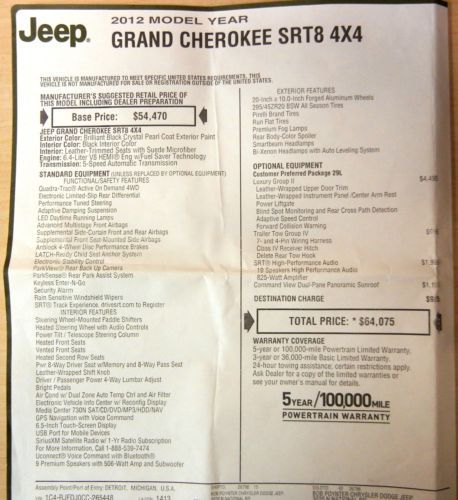 Jeep.
2012 MODEL YEAR
GRAND CHEROKEE SRT8 4X4
THIS VEHICLE IS MANUFACTURED TO MEET SPECIFIC UNITED STATES REQUIREMENTS. THIS
VEHICLE IS NOT MANUFACTURED FOR SALE OR REGISTRATION OUTSIDE OF THE UNITED STATES.
MANUFACTURER'S SUGGESTED RETAIL PRICE OF
THIS MODEL INCLUDING DEALER PREPARATION
Base Price: $54,470
JEEP GRAND CHEROKEE SRT8 4X4
Exterior Color: Brilliant Black Crystal Pearl Coat Exterior Paint
Interior Color: Black Interior Color
Interior: Leather-Trimmed Seats with Suede Microfiber
Engine: 6.4-Liter V8 HEMI® Eng w/Fuel Saver Technology
Transmission: 5-Speed Automatic Transmission
STANDARD EQUIPMENT (UNLESS REPLACED BY OPTIONAL EQUIPMENT)
FUNCTIONAL/SAFETY FEATURES
Quadra-Trac® Active On Demand 4WD
Electronic Limited-Slip Rear Differential
Performance Tuned Steering
Adaptive Damping Suspension
LED Daytime Running Lamps
Advanced Multistage Front Airbags
Supplemental Side-Curtain Front and Rear Airbags
Supplemental Front Seat-Mounted Side Airbags
Antilock 4-Wheel Disc Performance Brakes
LATCH-Ready Child Seat Anchor System
Electronic Stability Control
ParkView® Rear Back Up Camera
ParkSense® Rear Park Assist System
Keyless Enter-N-Go
Security Alarm
Rain Sensitive Windshield Wipers
SRT® Track Experience. drivesrt.com to Register
INTERIOR FEATURES
Steering Wheel-Mounted Paddle Shifters
Heated Steering Wheel with Audio Controls
Power Tilt / Telescope Steering Column
Heated Front Seats
Vented Front Seats
Heated Second Row Seats
Pwr 8-Way Driver Seat w/Memory and 8-Way Pass Seat
Leather-Wrapped Shift Knob
Driver / Passenger Power 4-Way Lumbar Adjust
Bright Pedals
Air Cond w/ Dual Zone Auto Temp Ctrl and Air Filter
Electronic Vehicle Info Center w/ Reconfig Display
Media Center 730N SAT/CD/DVD/MP3/HDD/NAV
GPS Navigation with Voice Command
6.5-Inch Touch-Screen Display
USB Port for Mobile Devices
SiriusXM Satellite Radio w/ 1-Yr Radio Subscription
For More Information, Call 1-888-539-7474
Uconnect® Voice Command with Bluetooth®
9 Premium Speakers with 506-Watt Amp and Subwoofer
EXTERIOR FEATURES
20-Inch x 10.0-Inch Forged Aluminum Wheels
295/45ZR20 BSW All Season Tires
Pirelli Brand Tires
Run Flat Tires
Premium Fog Lamps
Rear Body-Color Spoiler
Smartbeam Headlamps
Bi-Xenon Headlamps with Auto Leveling System
OPTIONAL EQUIPMENT
Customer Preferred Package 29L
Luxury Group II $4,495
Leather-Wrapped Upper Door Trim
Leather-Wrapped Instrument Panel /Center Arm Rest
Power Liftgate
Blind Spot Monitoring and Rear Cross Path Detection
Adaptive Speed Control
Forward Collision Warning
Trailer Tow Group IV
7- and 4-Pin Wiring Harness
Class IV Receiver Hitch
Delete Rear Tow Hook
SRT® High-Performance Audio
19 Speakers High Performance Audio
825-Watt Amplifier
Command View Dual-Pane Panoramic Sunroof
DESTINATION CHARGE
TOTAL PRICE: * $64,075
WARRANTY COVERAGE
5-year or 100,000-mile Powertrain Limited Warranty.
3-year or 36,000-mile Basic Limited Warranty.
24-hour towing assistance; certain restrictions apply.
Ask Dealer for a copy of the limited warranties or
see your owner's manual for details.
5YEAR/100,000MILE
POWERTRAIN WARRANTY
Assembly Point/Port of Entry: DETROIT, MICHIGAN, U.S.A.
BOB POYNTER CHRYSLER DODGE JEEP
BOB POYNTER CHRYSLER DODGE JEEP